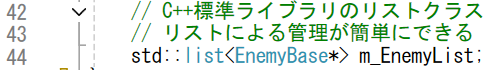 42 // C++標準ライブラリのリストクラス
43 // リストによる管理が簡単にできる
44 std::list<EnemyBase*> m_EnemyList;